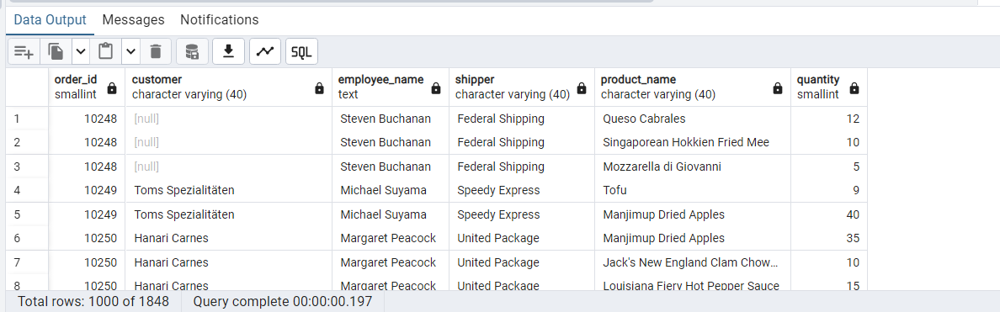 Data Output Messages Notifications
SQL
order_id customer employee_name shipper product_name quantity
smallint character varying (40) text character varying (40) character varying (40) smallint
1 10248 [null] Steven Buchanan Federal Shipping Queso Cabrales 12
2 10248 [null] Steven Buchanan Federal Shipping Singaporean Hokkien Fried Mee 10
3 10248 [null] Steven Buchanan Federal Shipping Mozzarella di Giovanni 5
4 10249 Toms Spezialitäten Michael Suyama Speedy Express Tofu 9
5 10249 Toms Spezialitäten Michael Suyama Speedy Express Manjimup Dried Apples 40
6 10250 Hanari Carnes Margaret Peacock United Package Manjimup Dried Apples 35
7 10250 Hanari Carnes Margaret Peacock United Package Jack's New England Clam Chow… 10
8 10250 Hanari Carnes Margaret Peacock United Package Louisiana Fiery Hot Pepper Sauce 15
Total rows: 1000 of 1848 Query complete 00:00:00.197